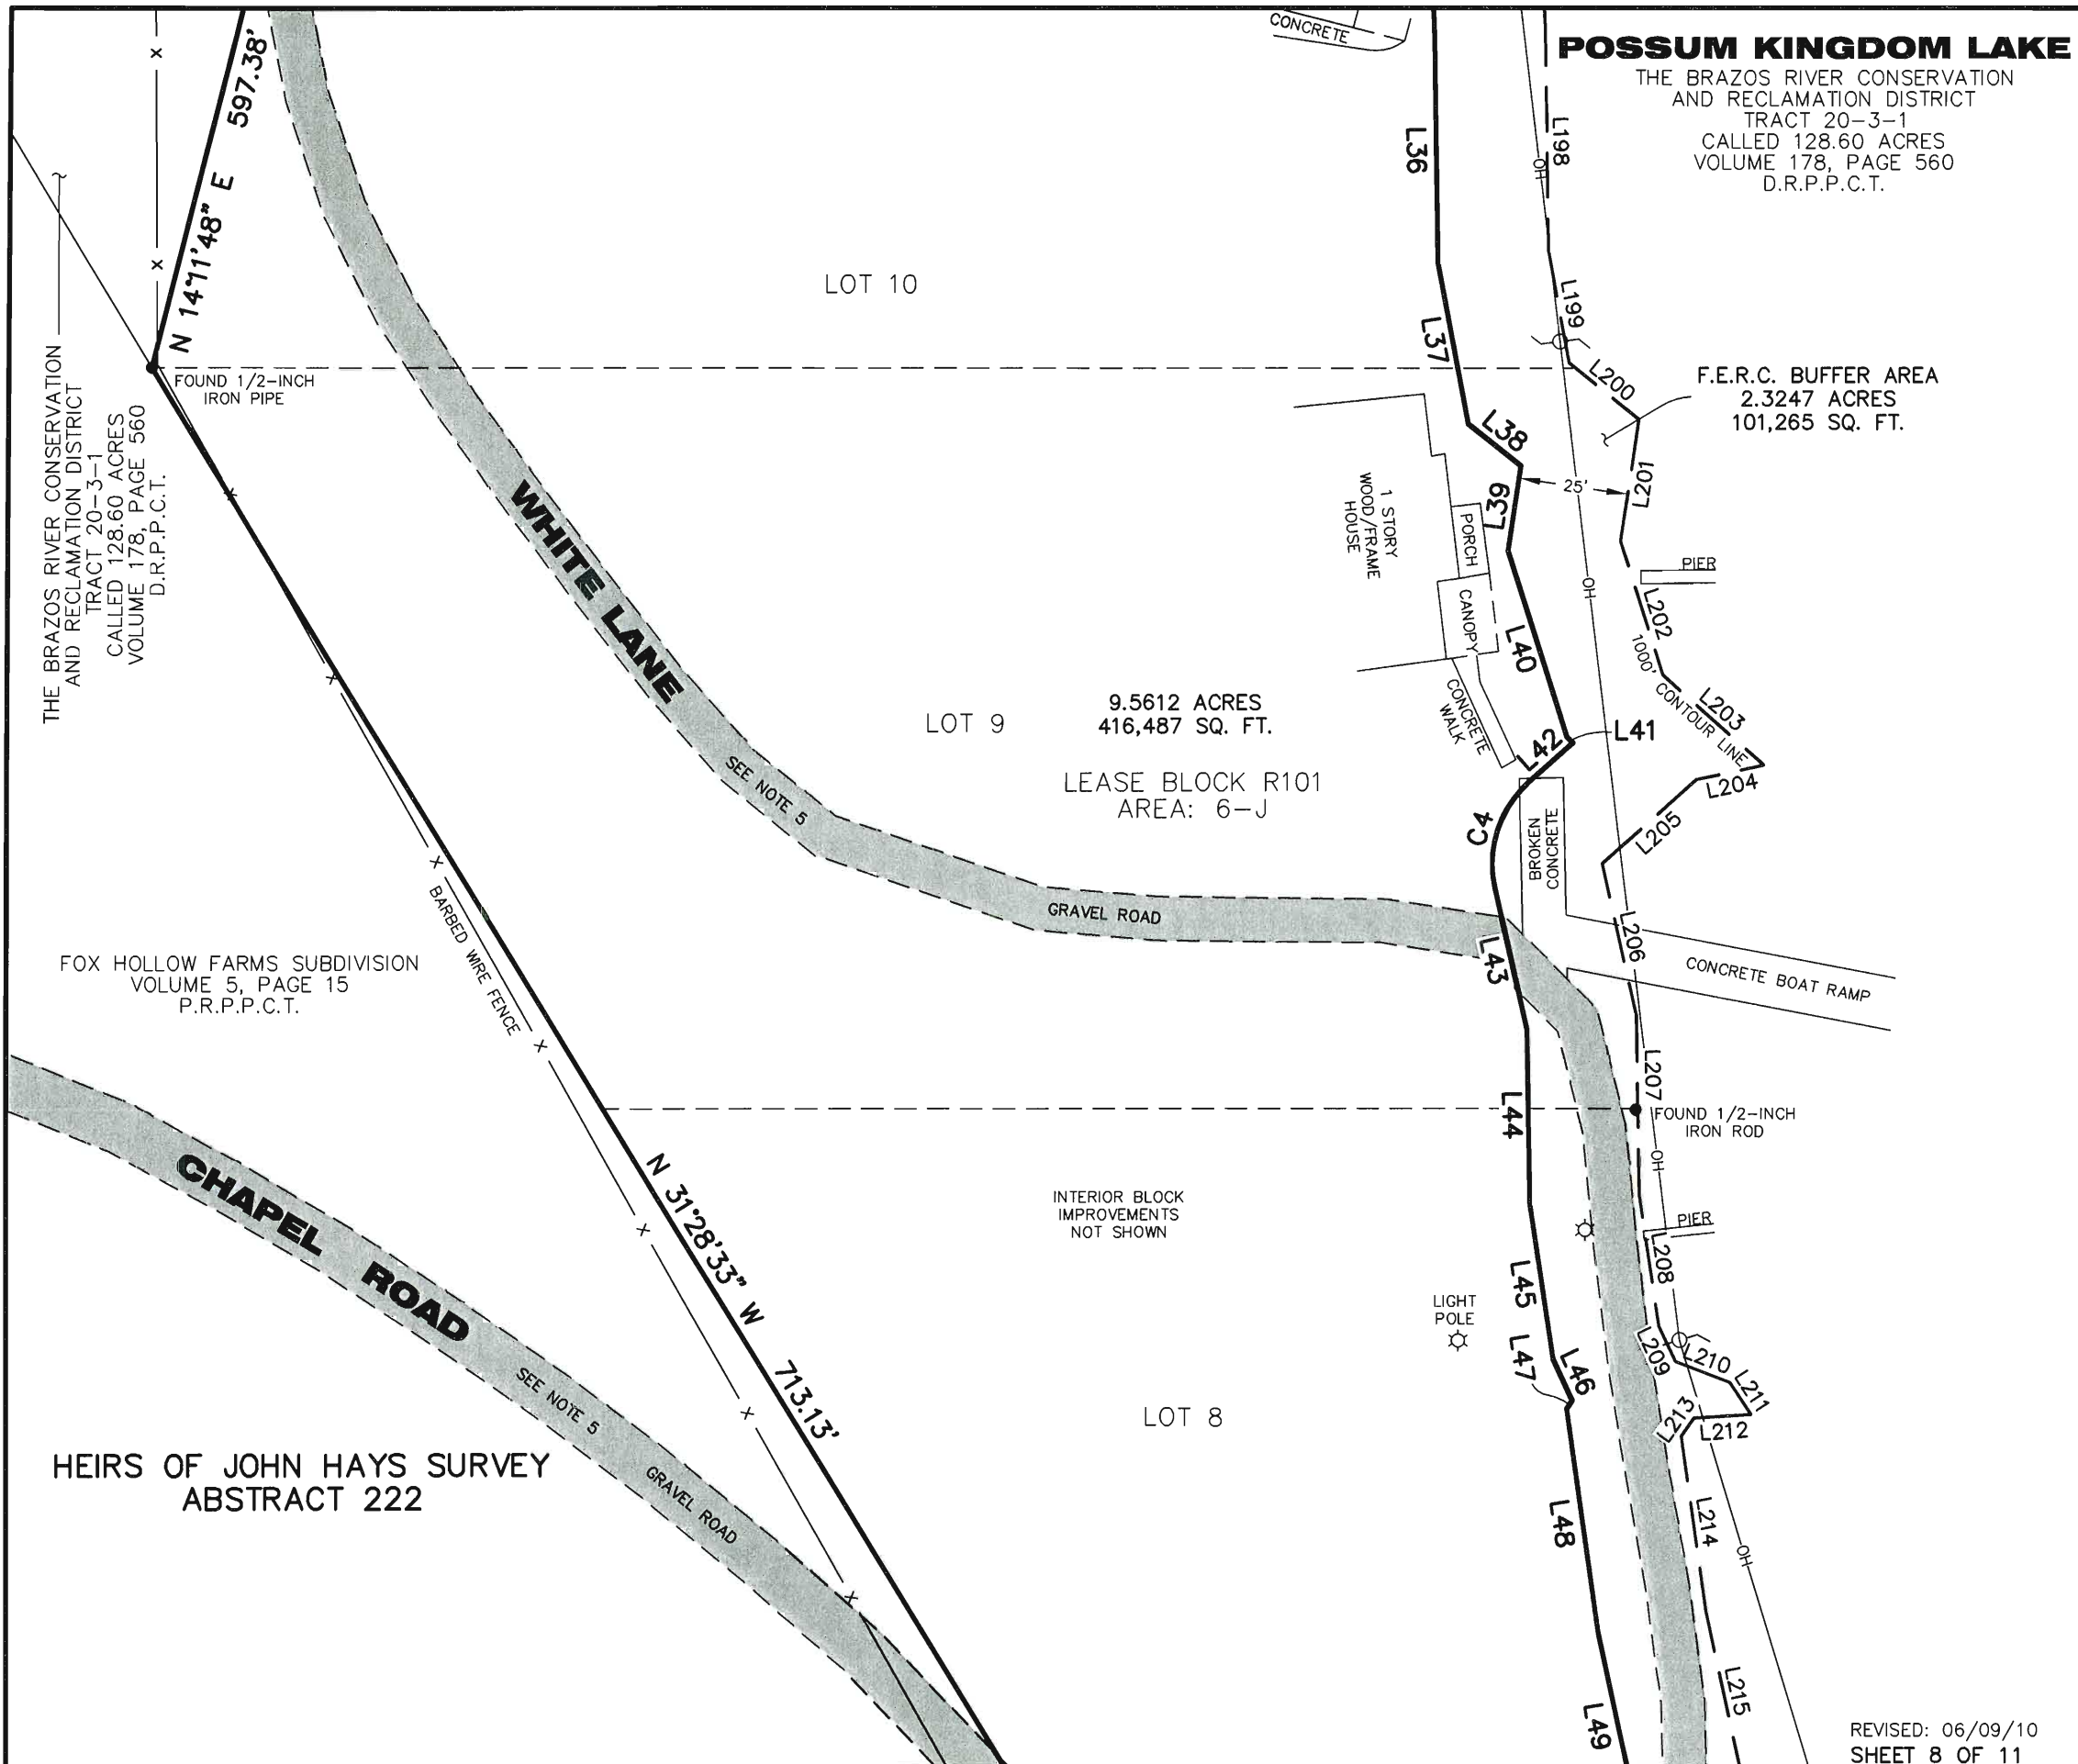 POSSUM KINGDOM LAKE
THE BRAZOS RIVER CONSERVATION
AND RECLAMATION DISTRICT
TRACT 20-3-1
CALLED 128.60 ACRES
VOLUME 178, PAGE 560
D.R.P.P.C.T.
CONCRETE
N 14°11'48" E 597.38'
X
X
L36
L198
OH
LOT 10
L37
L199
L200
FOUND 1/2-INCH
IRON PIPE
F.E.R.C. BUFFER AREA
2.3247 ACRES
101,265 SQ. FT.
THE BRAZOS RIVER CONSERVATION
AND RECLAMATION DISTRICT
TRACT 20-3-1
CALLED 128.60 ACRES
VOLUME 178, PAGE 560
D.R.P.P.C.T.
X
X
L38
L39
25'
L201
1 STORY
WOOD/FRAME
HOUSE
PORCH
CANOPY
PIER
OH
L202
L40
1000' CONTOUR LINE
L203
WHITE LANE
SEE NOTE 5
LOT 9
9.5612 ACRES
416,487 SQ. FT.
CONCRETE
WALK
L41
L42
L204
LEASE BLOCK R101
AREA: 6-J
C4
BROKEN
CONCRETE
L205
X
BARBED WIRE FENCE
X
GRAVEL ROAD
L43
L206
CONCRETE BOAT RAMP
FOX HOLLOW FARMS SUBDIVISION
VOLUME 5, PAGE 15
P.R.P.P.C.T.
L44
L207
FOUND 1/2-INCH
IRON ROD
OH
CHAPEL ROAD
SEE NOTE 5
GRAVEL ROAD
N 31°28'33" W 713.13'
X
X
X
INTERIOR BLOCK
IMPROVEMENTS
NOT SHOWN
PIER
L208
L45
LIGHT
POLE
L47
L46
L209
L210
L211
L213
L212
LOT 8
HEIRS OF JOHN HAYS SURVEY
ABSTRACT 222
L48
L214
OH
L215
L49
REVISED: 06/09/10
SHEET 8 OF 11